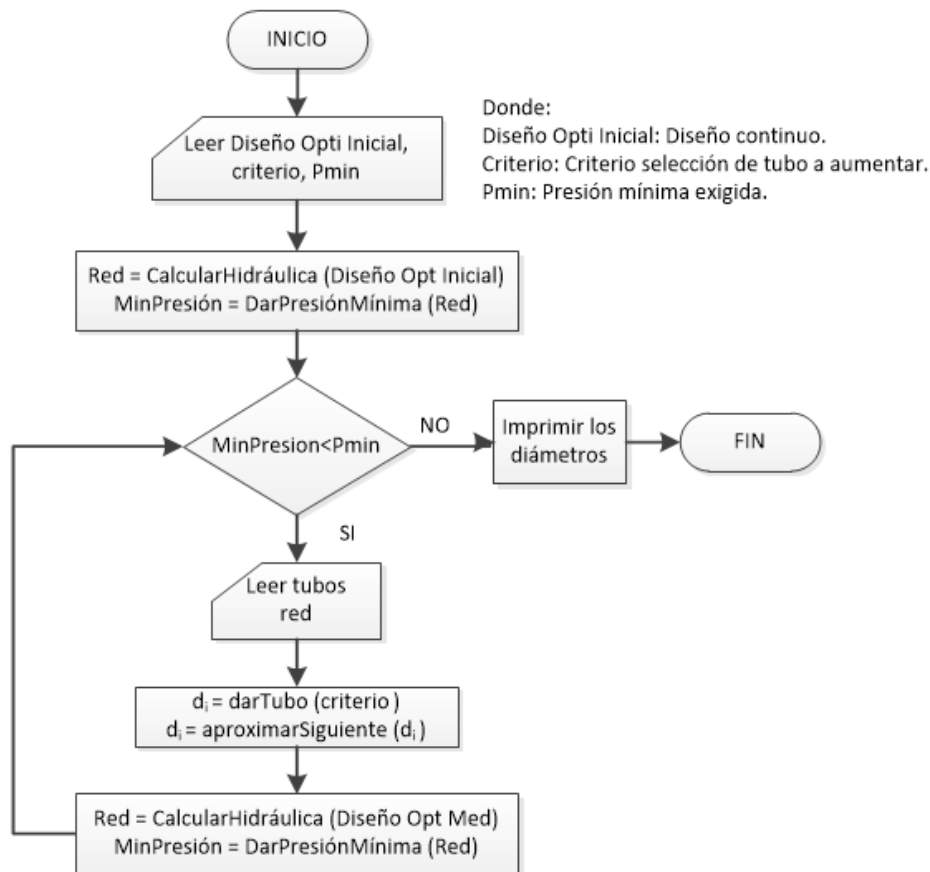 INICIO
Leer Diseño Opti Inicial,
criterio, Pmin
Donde:
Diseño Opti Inicial: Diseño continuo.
Criterio: Criterio selección de tubo a aumentar.
Pmin: Presión mínima exigida.
Red = CalcularHidráulica (Diseño Opt Inicial)
MinPresión = DarPresiónMínima (Red)
MinPresion<Pmin
NO
Imprimir los
diámetros
FIN
SI
Leer tubos
red
dᵢ = darTubo (criterio )
dᵢ = aproximarSiguiente (dᵢ )
Red = CalcularHidráulica (Diseño Opt Med)
MinPresión = DarPresiónMínima (Red)